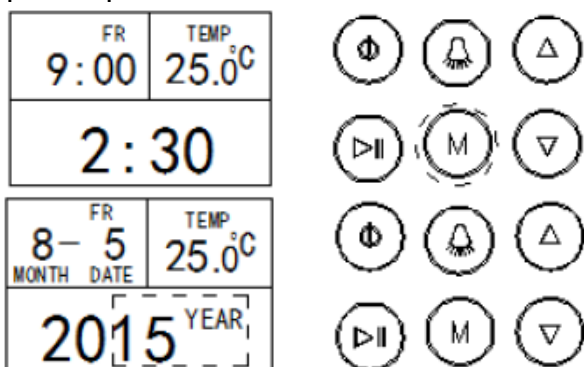 FR TEMP
9:00 25.0°C
2:30
M
FR TEMP
8- 5 25.0°C
MONTH DATE
2015 YEAR
M